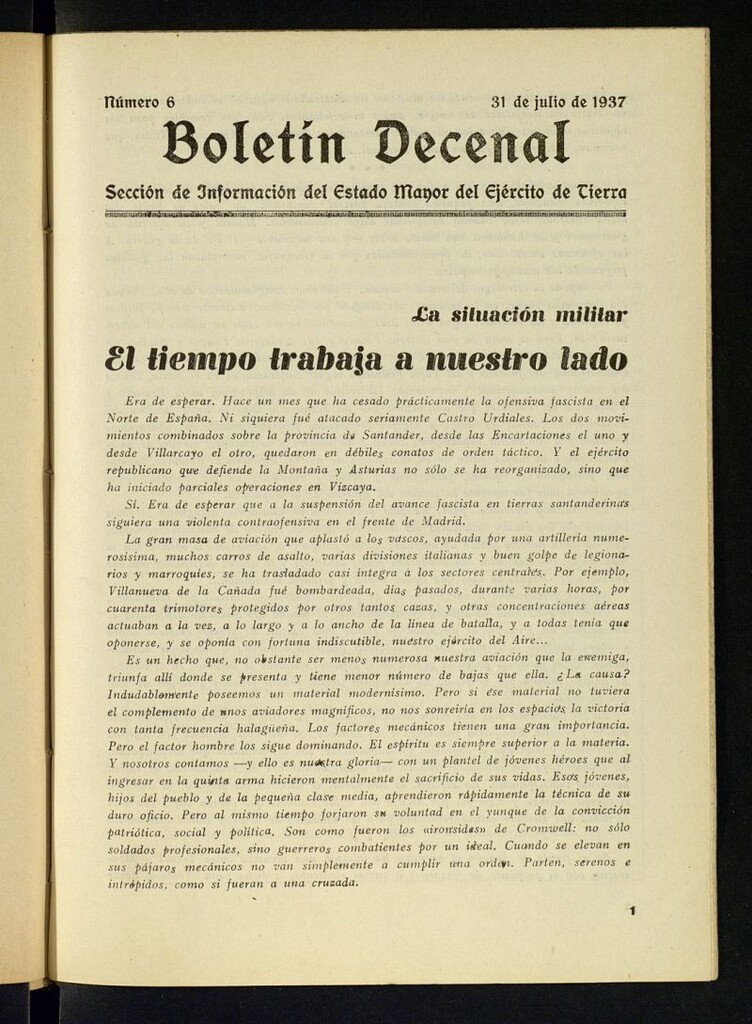 Número 6 31 de julio de 1937
Boletín Decenal
Sección de Información del Estado Mayor del Ejército de Tierra
La situación militar
El tiempo trabaja a nuestro lado
Era de esperar. Hace un mes que ha cesado prácticamente la ofensiva fascista en el
Norte de España. Ni siquiera fué atacado seriamente Castro Urdiales. Los dos movi-
mientos combinados sobre la provincia de Santander, desde las Encartaciones el uno y
desde Villarcayo el otro, quedaron en débiles conatos de orden táctico. Y el ejército
republicano que defiende la Montaña y Asturias no sólo se ha reorganizado, sino que
ha iniciado parciales operaciones en Vizcaya.
Sí. Era de esperar que a la suspensión del avance fascista en tierras santanderinas
siguiera una violenta contraofensiva en el frente de Madrid.
La gran masa de aviación que aplastó a los vascos, ayudada por una artillería nume-
rosísima, muchos carros de asalto, varias divisiones italianas y buen golpe de legiona-
rios y marroquíes, se ha trasladado casi íntegra a los sectores centrales. Por ejemplo,
Villanueva de la Cañada fué bombardeada, días pasados, durante varias horas, por
cuarenta trimotores protegidos por otros tantos cazas, y otras concentraciones aéreas
actuaban a la vez, a lo largo y a lo ancho de la línea de batalla, y a todas tenía que
oponerse, y se oponía con fortuna indiscutible, nuestro ejército del Aire...
Es un hecho que, no obstante ser menos numerosa nuestra aviación que la enemiga,
triunfa allí donde se presenta y tiene menor número de bajas que ella. ¿La causa?
Indudablemente poseemos un material modernísimo. Pero si ese material no tuviera
el complemento de unos aviadores magníficos, no nos sonreiría en los espacios la victoria
con tanta frecuencia halagüeña. Los factores mecánicos tienen una gran importancia.
Pero el factor hombre los sigue dominando. El espíritu es siempre superior a la materia.
Y nosotros contamos —y ello es nuestra gloria— con un plantel de jóvenes héroes que al
ingresar en la quinta arma hicieron mentalmente el sacrificio de sus vidas. Esos jóvenes,
hijos del pueblo y de la pequeña clase media, aprendieron rápidamente la técnica de su
duro oficio. Pero al mismo tiempo forjaron su voluntad en el yunque de la convicción
patriótica, social y política. Son como fueron los «ironsides» de Cromwell: no sólo
soldados profesionales, sino guerreros combatientes por un ideal. Cuando se elevan en
sus pájaros mecánicos no van simplemente a cumplir una orden. Parten, serenos e
intrépidos, como si fueran a una cruzada.
1